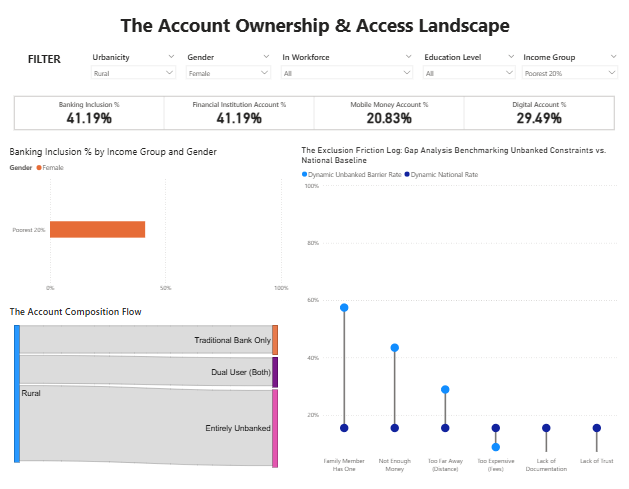 The Account Ownership & Access Landscape
FILTER
Urbanicity
Rural
Gender
Female
In Workforce
All
Education Level
All
Income Group
Poorest 20%
Banking Inclusion %
41.19%
Financial Institution Account %
41.19%
Mobile Money Account %
20.83%
Digital Account %
29.49%
Banking Inclusion % by Income Group and Gender
Gender Female
Poorest 20%
0%
50%
100%
The Account Composition Flow
Rural
Traditional Bank Only
Dual User (Both)
Entirely Unbanked
The Exclusion Friction Log: Gap Analysis Benchmarking Unbanked Constraints vs.
National Baseline
Dynamic Unbanked Barrier Rate Dynamic National Rate
100%
80%
60%
40%
20%
Family Member
Has One
Not Enough
Money
Too Far Away
(Distance)
Too Expensive
(Fees)
Lack of
Documentation
Lack of Trust